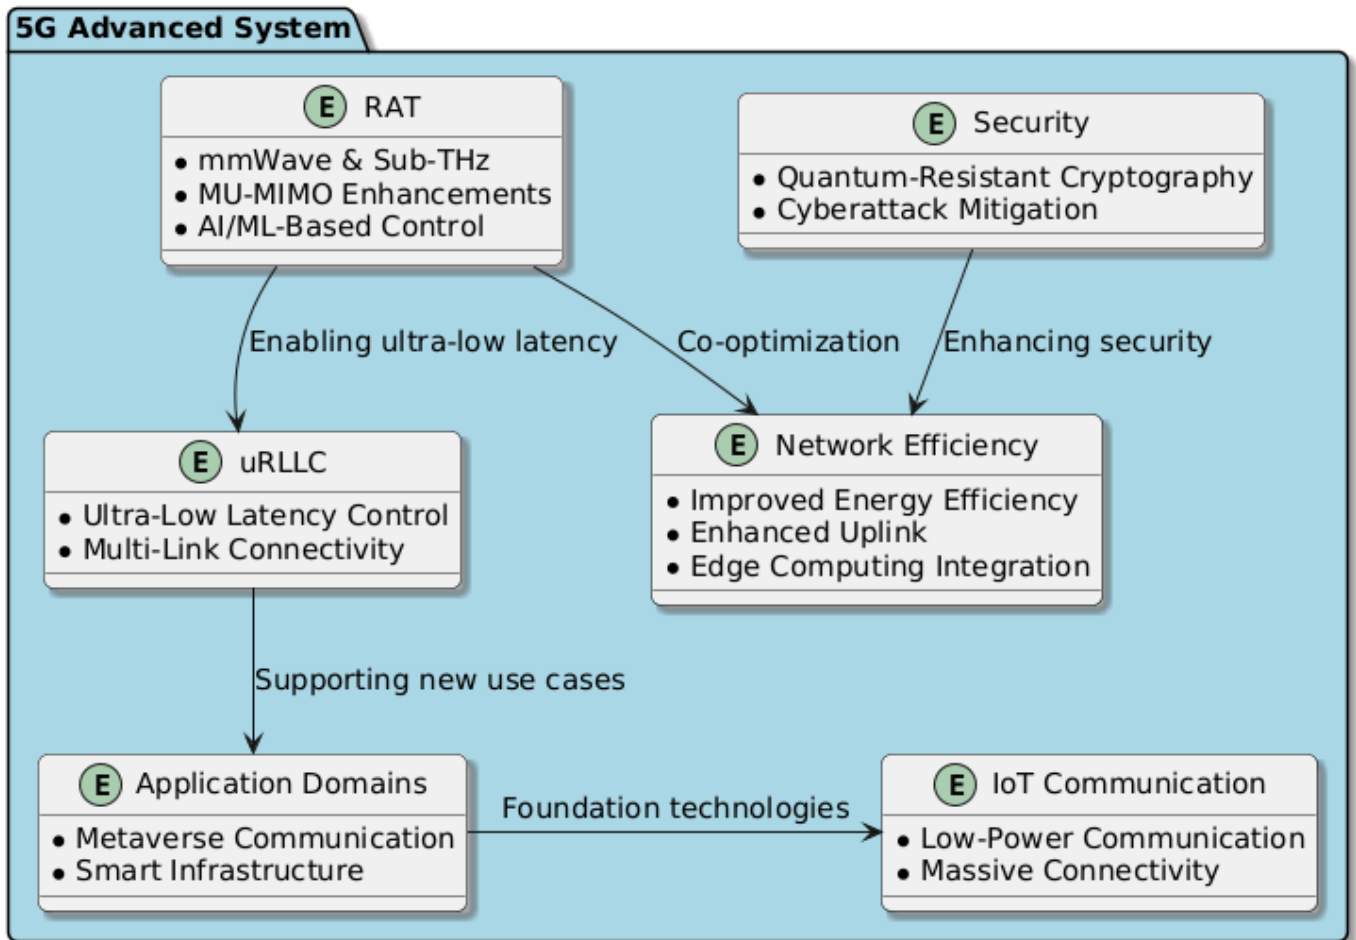 5G Advanced System
E RAT
mmWave & Sub-THz
MU-MIMO Enhancements
AI/ML-Based Control
E Security
Quantum-Resistant Cryptography
Cyberattack Mitigation
Enabling ultra-low latency
Co-optimization
Enhancing security
E uRLLC
Ultra-Low Latency Control
Multi-Link Connectivity
E Network Efficiency
Improved Energy Efficiency
Enhanced Uplink
Edge Computing Integration
Supporting new use cases
E Application Domains
Metaverse Communication
Smart Infrastructure
Foundation technologies
E IoT Communication
Low-Power Communication
Massive Connectivity